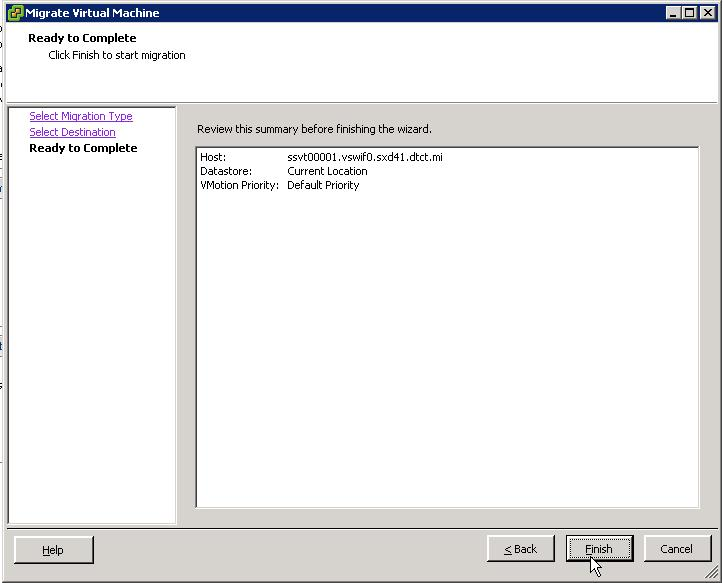 Migrate Virtual Machine
Ready to Complete
Click Finish to start migration
Select Migration Type
Select Destination
Ready to Complete
Review this summary before finishing the wizard.
Host: ssvt00001.vswif0.sxd41.dtct.mi
Datastore: Current Location
VMotion Priority: Default Priority
Help
< Back
Finish
Cancel